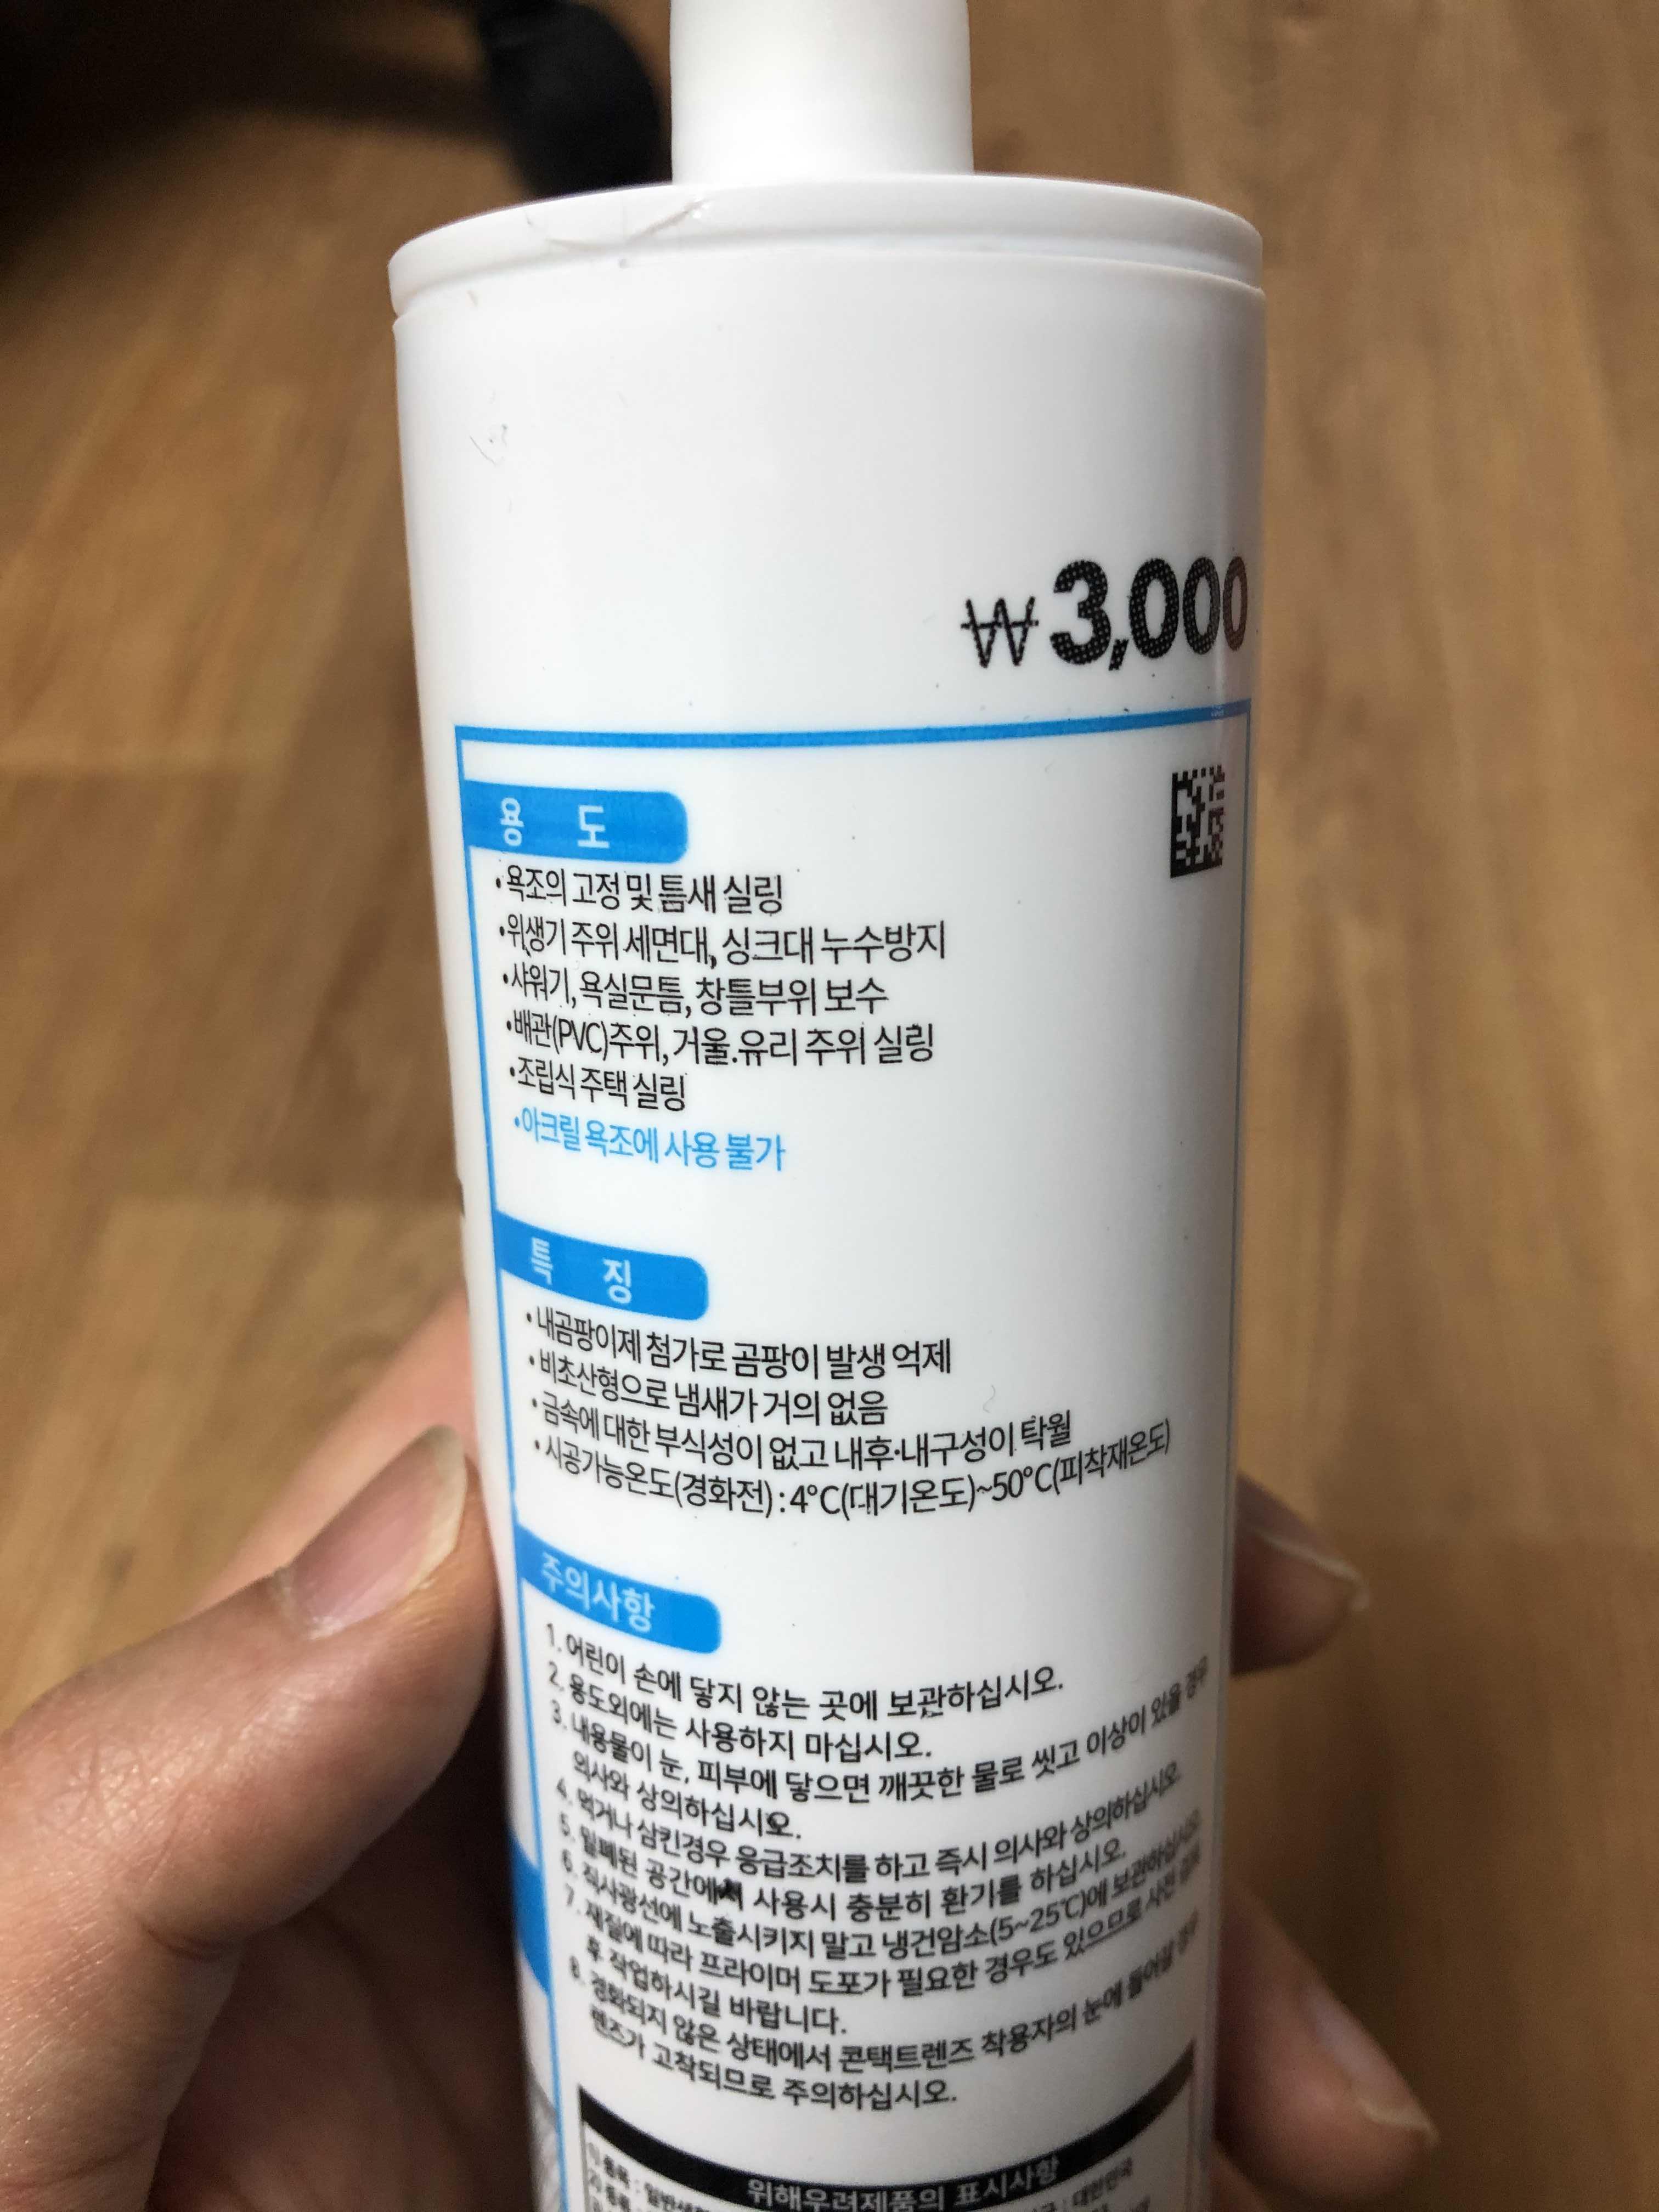 ₩3,000
용 도
•욕조의 고정 및 틈새 실링
•위생기 주위 세면대, 싱크대 누수방지
•샤워기, 욕실문틈, 창틀부위 보수
•배관(PVC)주위, 거울.유리 주위 실링
•조립식 주택 실링
•아크릴 욕조에 사용 불가
특 징
•내곰팡이제 첨가로 곰팡이 발생 억제
•비초산형으로 냄새가 거의 없음
•금속에 대한 부식성이 없고 내후·내구성이 탁월
•시공가능온도(경화전) : 4°C(대기온도)~50°C(피착재온도)
주의사항
1. 어린이 손에 닿지 않는 곳에 보관하십시오.
2. 용도외에는 사용하지 마십시오.
3. 내용물이 눈, 피부에 닿으면 깨끗한 물로 씻고 이상이 있을 경우
의사와 상의하십시오.
4. 먹거나 삼킨경우 응급조치를 하고 즉시 의사와 상의하십시오.
5. 밀폐된 공간에서 사용시 충분히 환기를 하십시오.
6. 직사광선에 노출시키지 말고 냉건암소(5~25℃)에 보관하십시오.
7. 재질에 따라 프라이머 도포가 필요한 경우도 있으므로 사전
후 작업하시길 바랍니다.
8. 경화되지 않은 상태에서 콘택트렌즈 착용자의 눈에 들어갈 경우
렌즈가 고착되므로 주의하십시오.
위해우려제품의 표시사항
1) 품목 : 대한민국